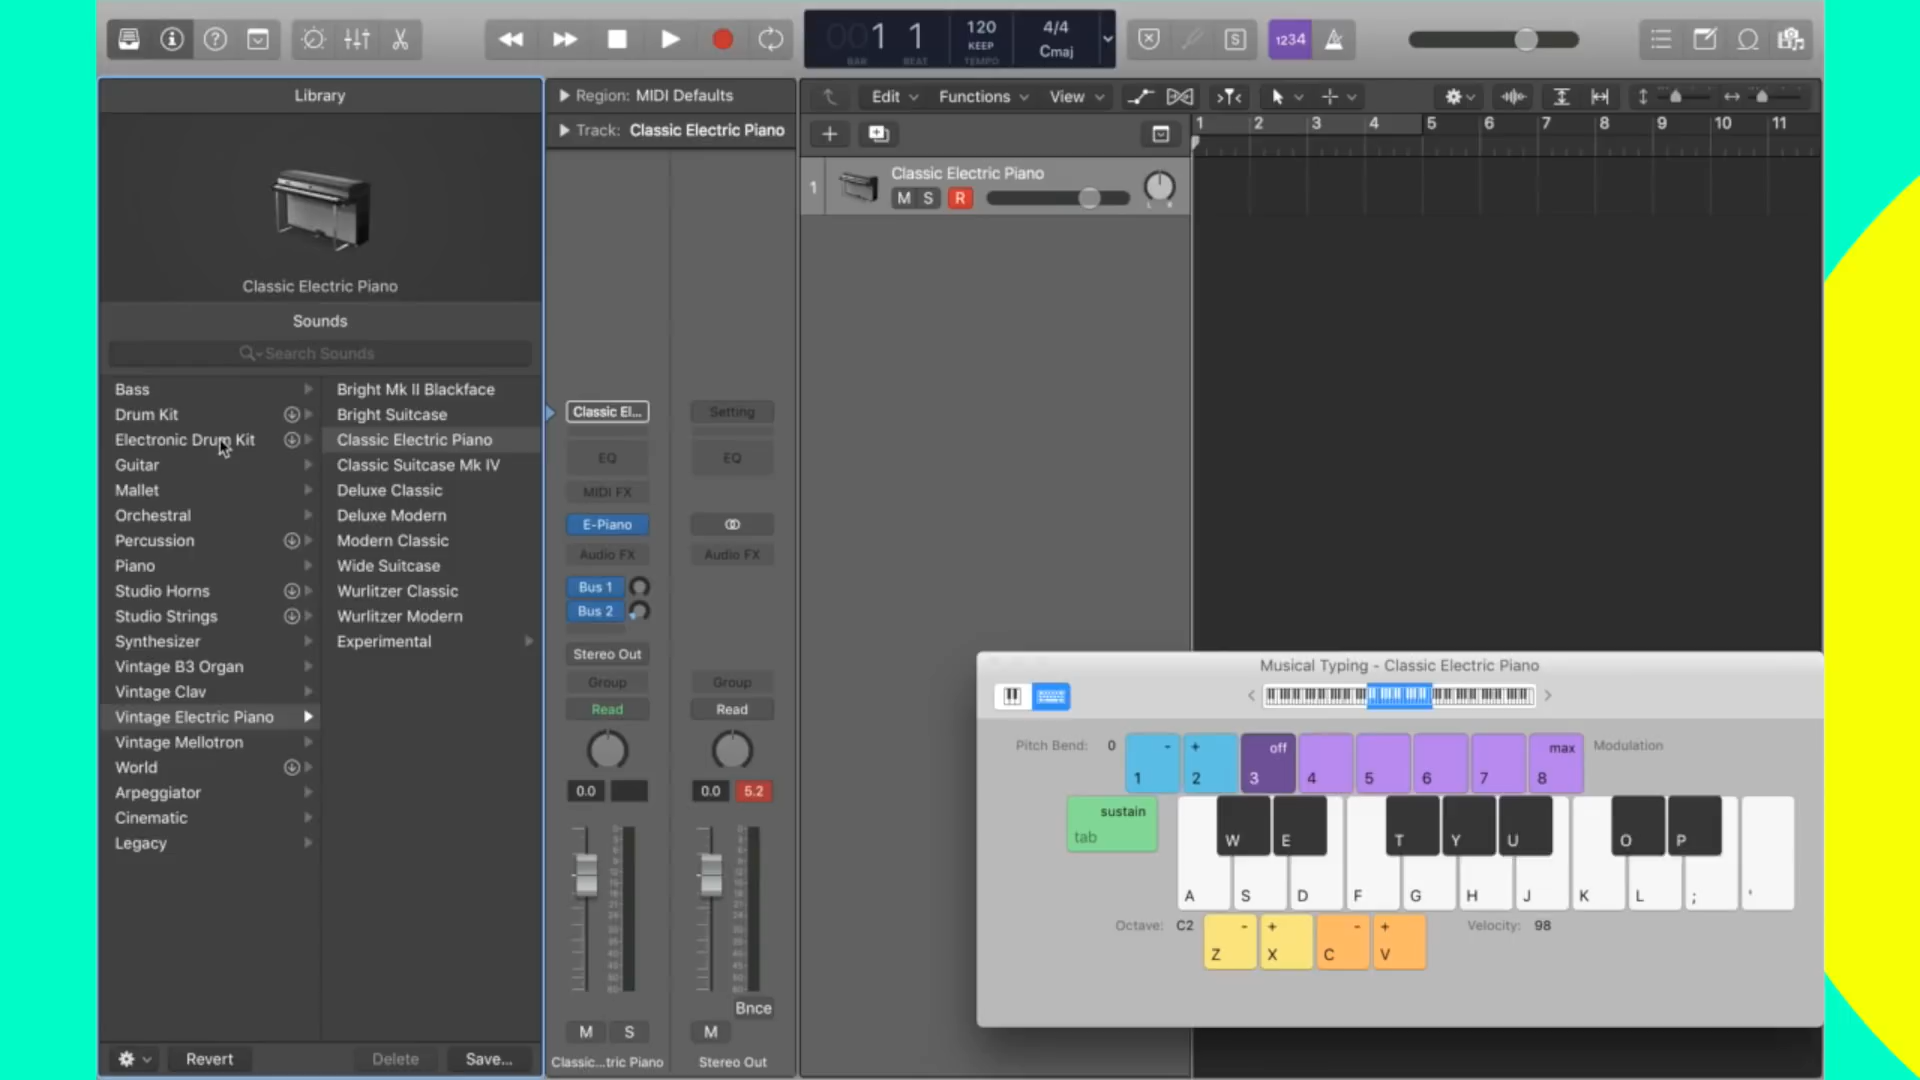 001 1
BAR BEAT
120
KEEP
TEMPO
4/4
Cmaj
S
1234
Library
Classic Electric Piano
Sounds
Search Sounds
Bass
Drum Kit
Electronic Drum Kit
Guitar
Mallet
Orchestral
Percussion
Piano
Studio Horns
Studio Strings
Synthesizer
Vintage B3 Organ
Vintage Clav
Vintage Electric Piano
Vintage Mellotron
World
Arpeggiator
Cinematic
Legacy
Bright Mk II Blackface
Bright Suitcase
Classic Electric Piano
Classic Suitcase Mk IV
Deluxe Classic
Deluxe Modern
Modern Classic
Wide Suitcase
Wurlitzer Classic
Wurlitzer Modern
Experimental
Revert Delete Save...
Region: MIDI Defaults
Track: Classic Electric Piano
Classic El...
EQ
MIDI FX
E-Piano
Audio FX
Bus 1
Bus 2
Stereo Out
Group
Read
0.0
M S
Classic...tric Piano
Setting
EQ
Audio FX
Group
Read
0.0 5.2
Bnce
M
Stereo Out
Edit Functions View
1 2 3 4 5 6 7 8 9 10 11
1
Classic Electric Piano
M S R
L R
Musical Typing - Classic Electric Piano
Pitch Bend: 0
- + off max
1 2 3 4 5 6 7 8
Modulation
sustain
tab
W E T Y U O P
A S D F G H J K L ; '
Octave: C2
- + - +
Z X C V
Velocity: 98